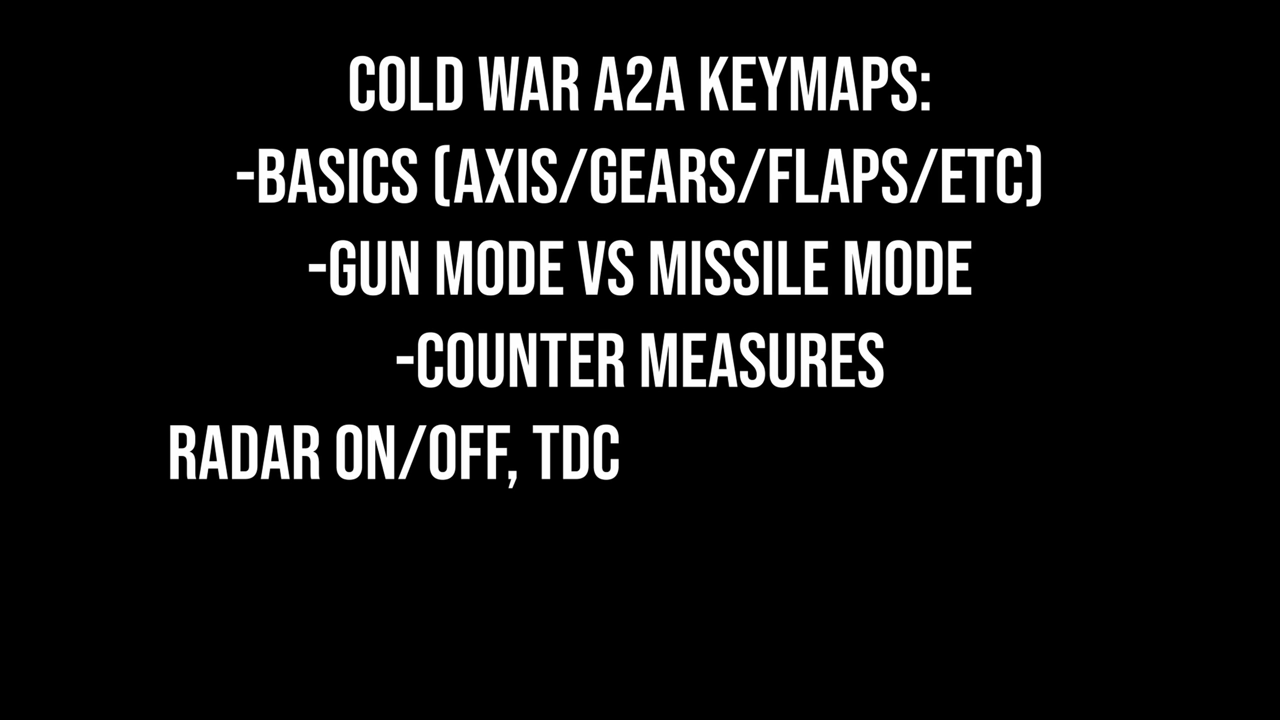 COLD WAR A2A KEYMAPS:
-BASICS (AXIS/GEARS/FLAPS/ETC)
-GUN MODE VS MISSILE MODE
-COUNTER MEASURES
RADAR ON/OFF, TDC